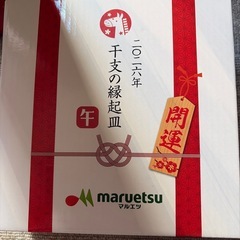 二〇二六年
干支の縁起皿
午
開運
maruetsu
マルエツ